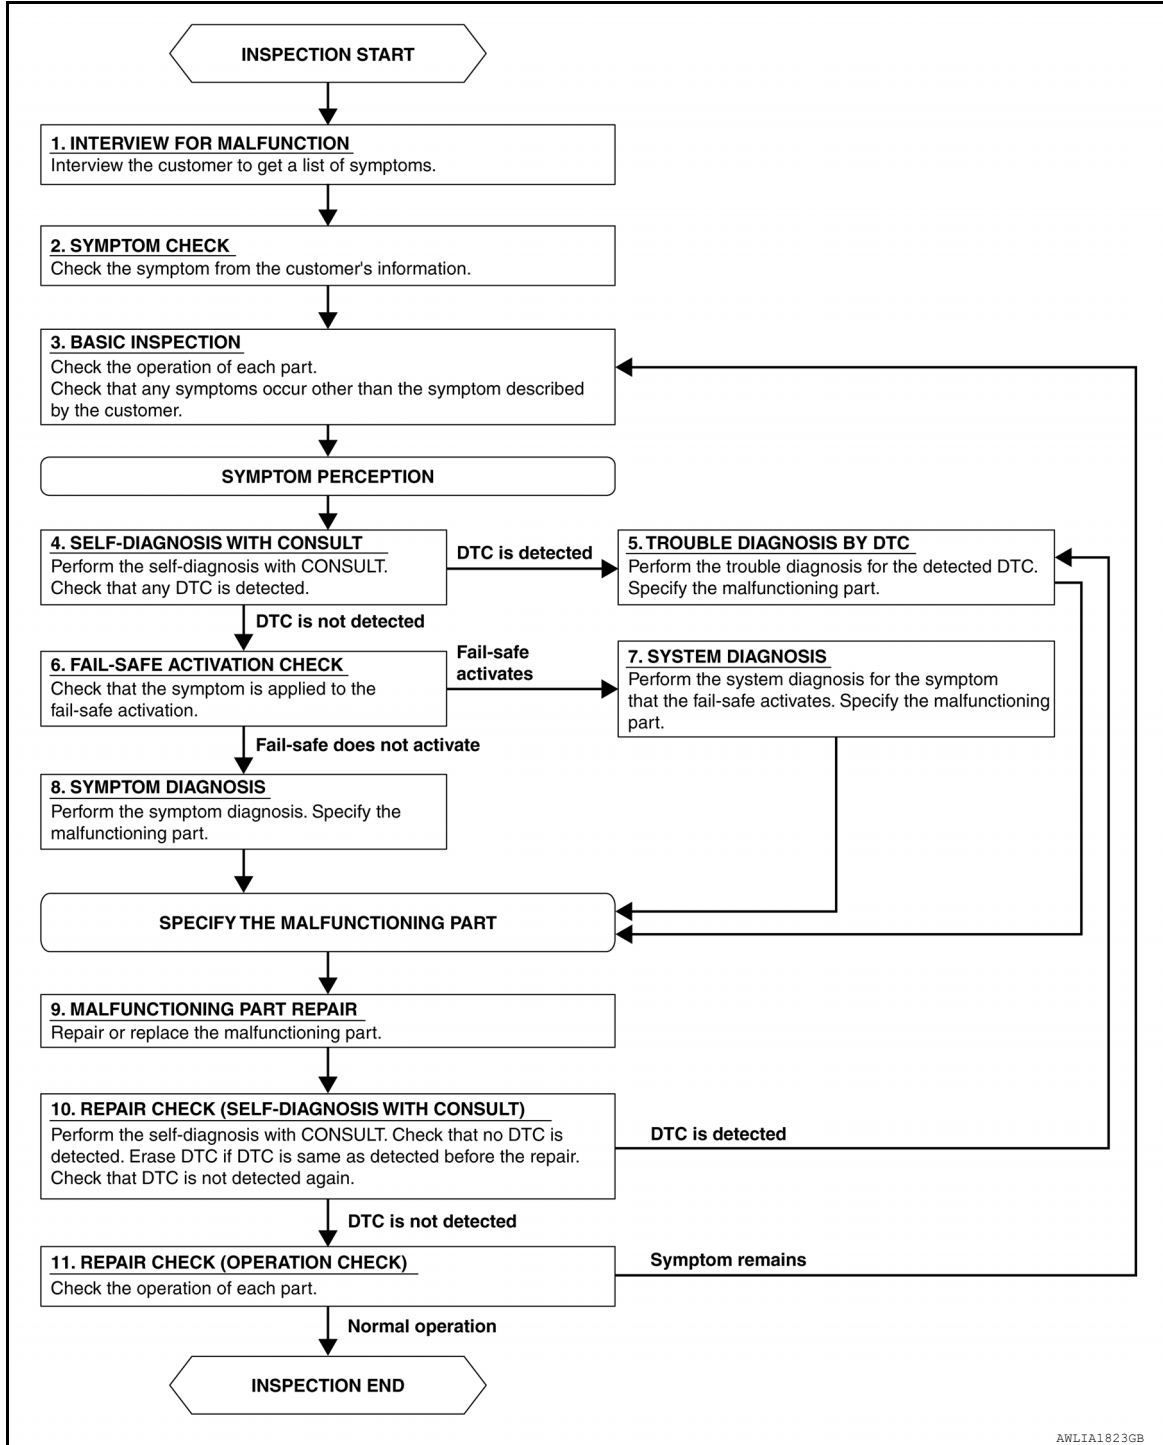 INSPECTION START
1. INTERVIEW FOR MALFUNCTION
Interview the customer to get a list of symptoms.
2. SYMPTOM CHECK
Check the symptom from the customer's information.
3. BASIC INSPECTION
Check the operation of each part.
Check that any symptoms occur other than the symptom described
by the customer.
SYMPTOM PERCEPTION
4. SELF-DIAGNOSIS WITH CONSULT
Perform the self-diagnosis with CONSULT.
Check that any DTC is detected.
DTC is detected
5. TROUBLE DIAGNOSIS BY DTC
Perform the trouble diagnosis for the detected DTC.
Specify the malfunctioning part.
DTC is not detected
6. FAIL-SAFE ACTIVATION CHECK
Check that the symptom is applied to the
fail-safe activation.
Fail-safe
activates
7. SYSTEM DIAGNOSIS
Perform the system diagnosis for the symptom
that the fail-safe activates. Specify the malfunctioning
part.
Fail-safe does not activate
8. SYMPTOM DIAGNOSIS
Perform the symptom diagnosis. Specify the
malfunctioning part.
SPECIFY THE MALFUNCTIONING PART
9. MALFUNCTIONING PART REPAIR
Repair or replace the malfunctioning part.
10. REPAIR CHECK (SELF-DIAGNOSIS WITH CONSULT)
Perform the self-diagnosis with CONSULT. Check that no DTC is
detected. Erase DTC if DTC is same as detected before the repair.
Check that DTC is not detected again.
DTC is detected
DTC is not detected
11. REPAIR CHECK (OPERATION CHECK)
Check the operation of each part.
Symptom remains
Normal operation
INSPECTION END
AWLIA1823GB